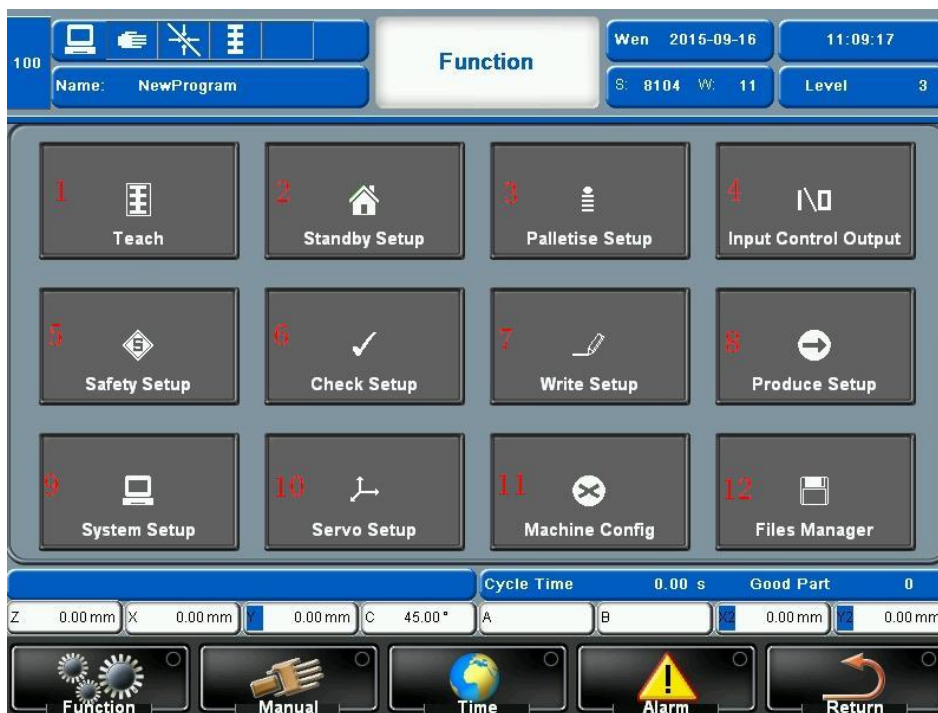 100
Function
Wen 2015-09-16
11:09:17
Name: NewProgram
S: 8104 W: 11
Level 3
1 2 3 4
I\O
Teach
Standby Setup
Palletise Setup
Input Control Output
5 6 7 8
S
Safety Setup
Check Setup
Write Setup
Produce Setup
9 10 11 12
System Setup
Servo Setup
Machine Config
Files Manager
Cycle Time 0.00 s Good Part 0
Z 0.00 mm X 0.00 mm Y 0.00 mm C 45.00° A B X2 0.00 mm Y2 0.00 mm
Function
Manual
Time
Alarm
Return